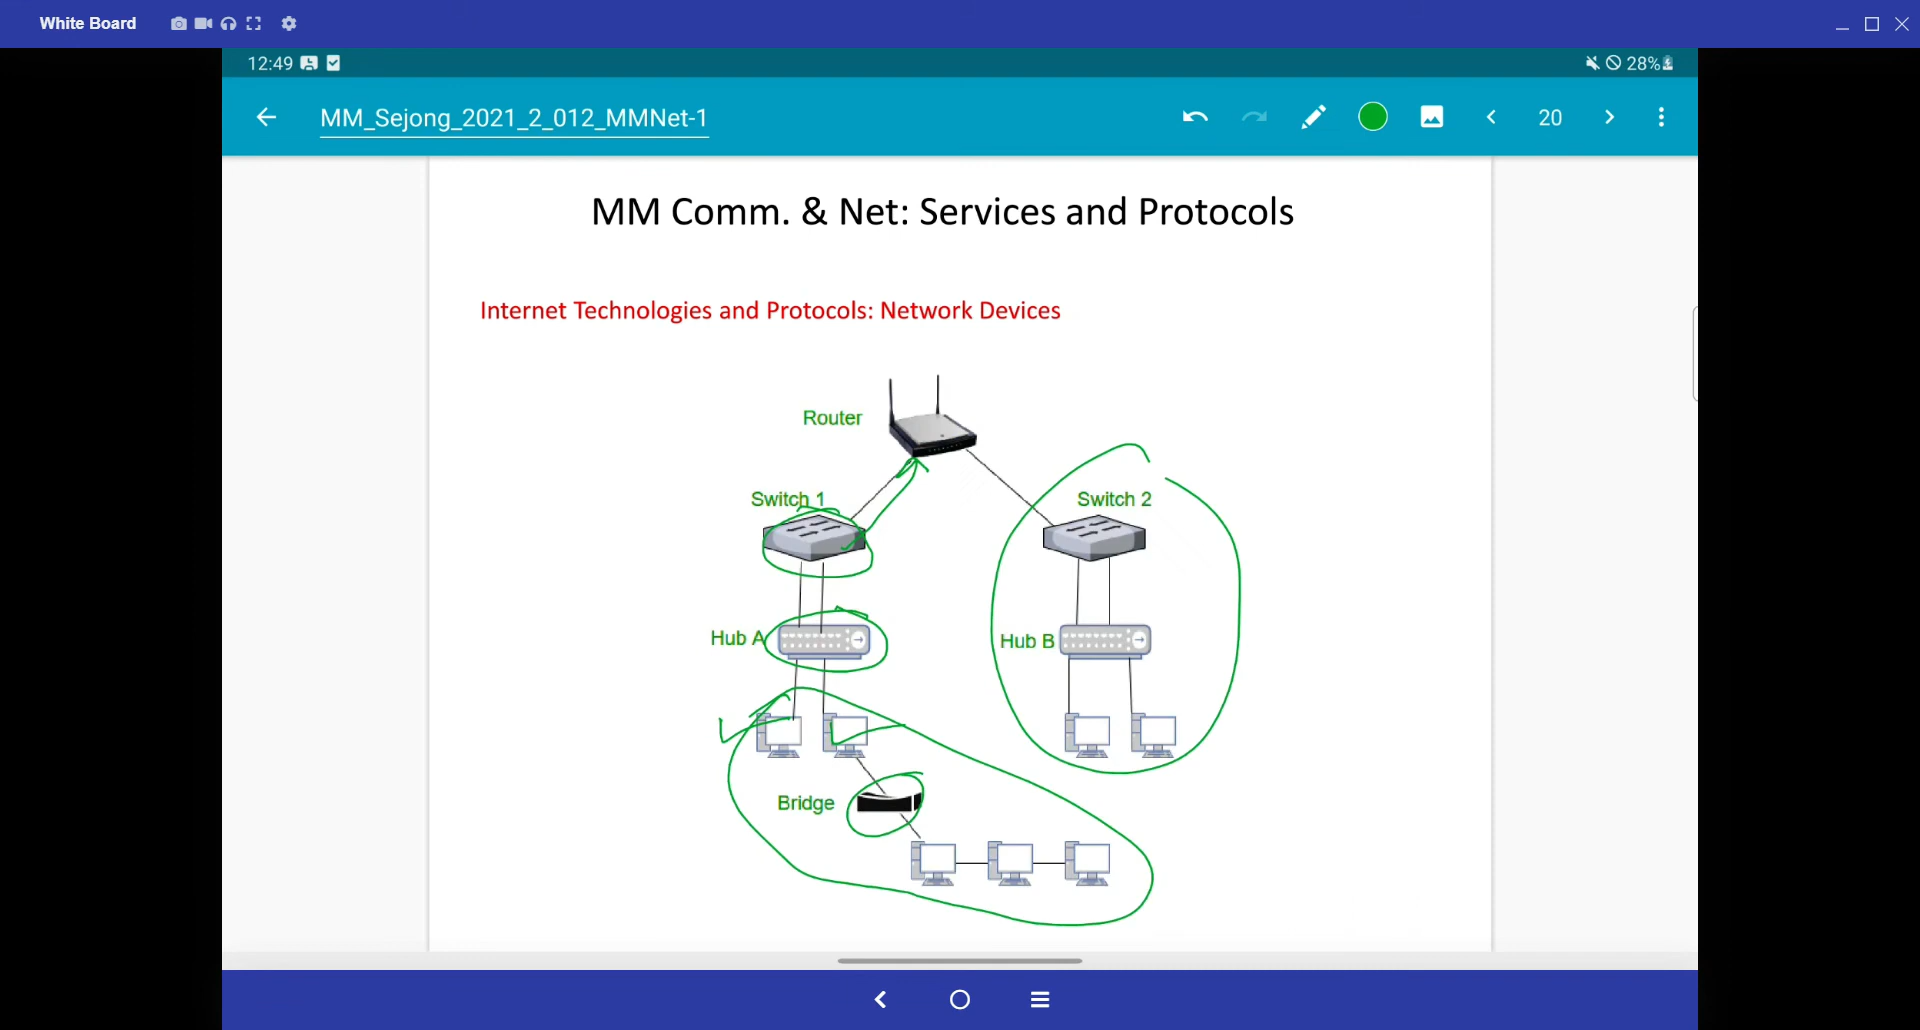 White Board
12:49
28%
MM_Sejong_2021_2_012_MMNet-1
20
MM Comm. & Net: Services and Protocols
Internet Technologies and Protocols: Network Devices
Router
Switch 1
Switch 2
Hub A
Hub B
Bridge